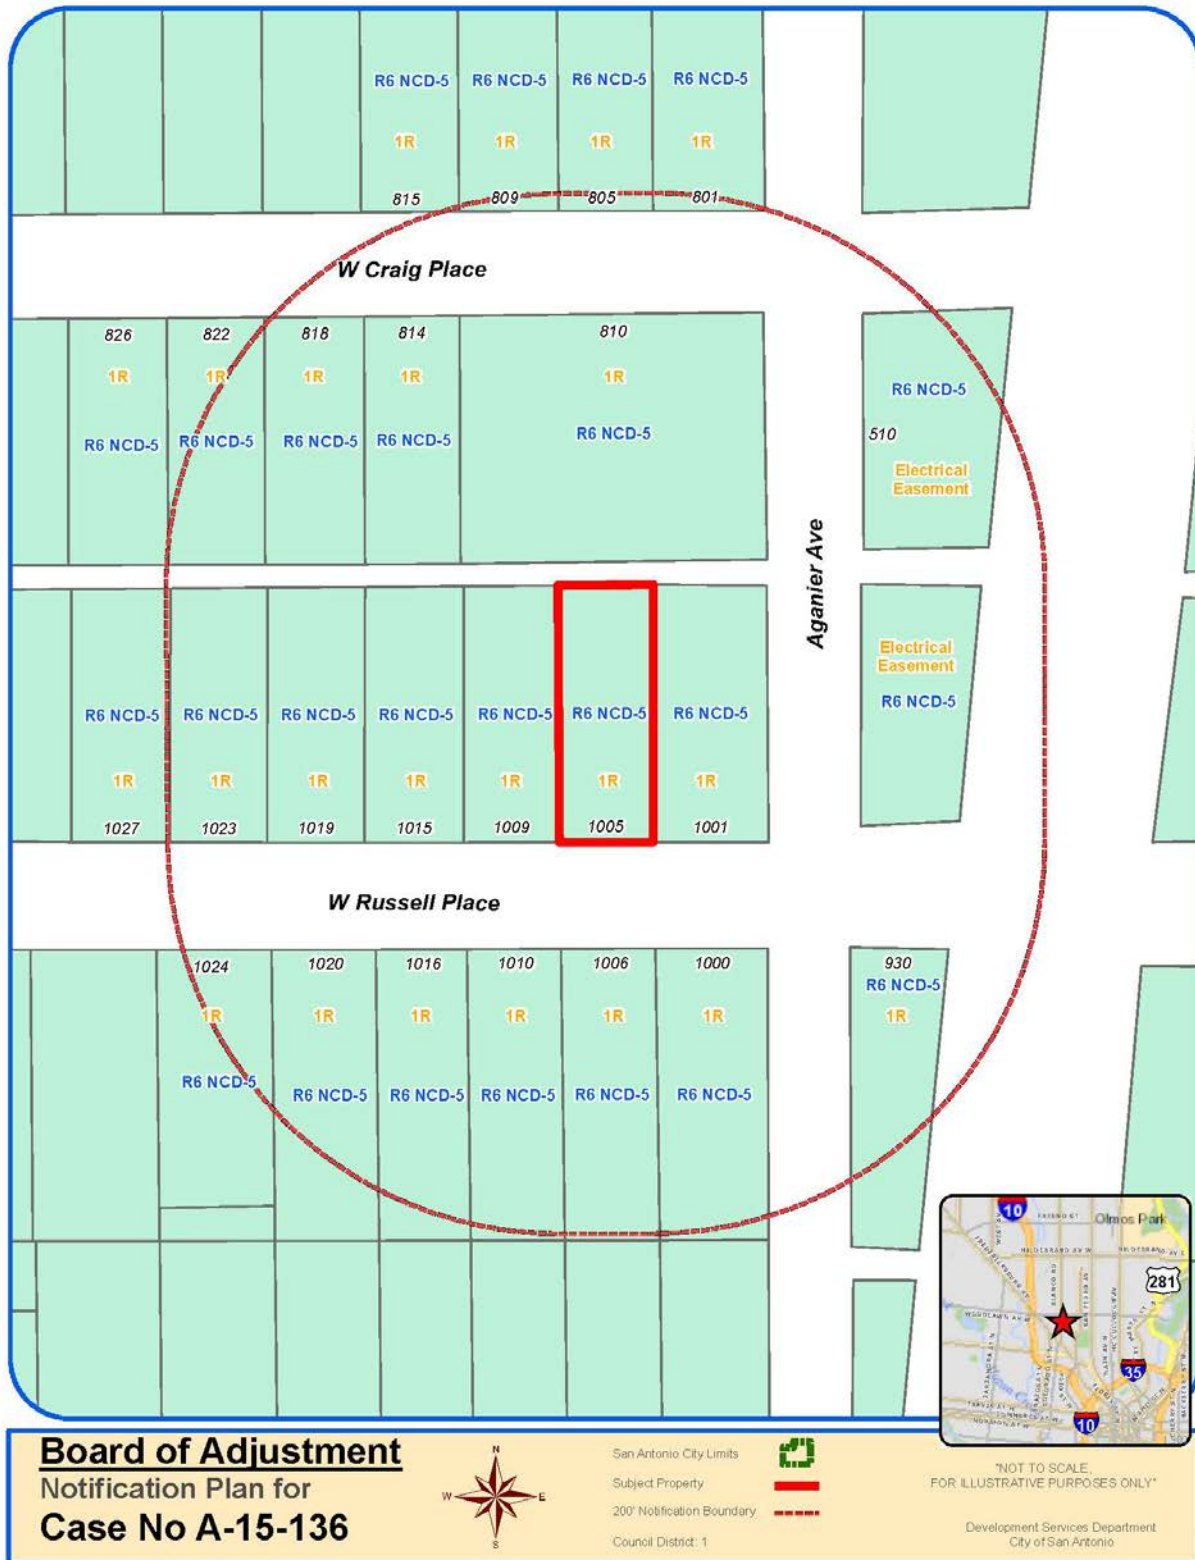 R6 NCD-5 R6 NCD-5 R6 NCD-5 R6 NCD-5
1R 1R 1R 1R
815 809 805 801
W Craig Place
826 822 818 814 810
1R 1R 1R 1R 1R
R6 NCD-5 R6 NCD-5 R6 NCD-5 R6 NCD-5 R6 NCD-5
R6 NCD-5
510
Electrical
Easement
Aganier Ave
Electrical
Easement
R6 NCD-5
R6 NCD-5 R6 NCD-5 R6 NCD-5 R6 NCD-5 R6 NCD-5 R6 NCD-5 R6 NCD-5
1R 1R 1R 1R 1R 1R 1R
1027 1023 1019 1015 1009 1005 1001
W Russell Place
1024 1020 1016 1010 1006 1000 930
R6 NCD-5
1R 1R 1R 1R 1R 1R 1R
R6 NCD-5 R6 NCD-5 R6 NCD-5 R6 NCD-5 R6 NCD-5 R6 NCD-5
10
Olmos Park
HILDEBRAND AV W HILDEBRAND AV E
281
WOODLAWN AV W
35
10
Board of Adjustment
Notification Plan for
Case No A-15-136
N
W E
S
San Antonio City Limits
Subject Property
200' Notification Boundary
Council District: 1
"NOT TO SCALE,
FOR ILLUSTRATIVE PURPOSES ONLY"
Development Services Department
City of San Antonio